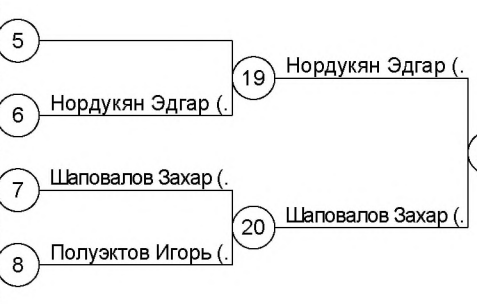 5
19
Нордукян Эдгар (.
6
Нордукян Эдгар (.
7
Шаповалов Захар (.
20
Шаповалов Захар (.
8
Полуэктов Игорь (.